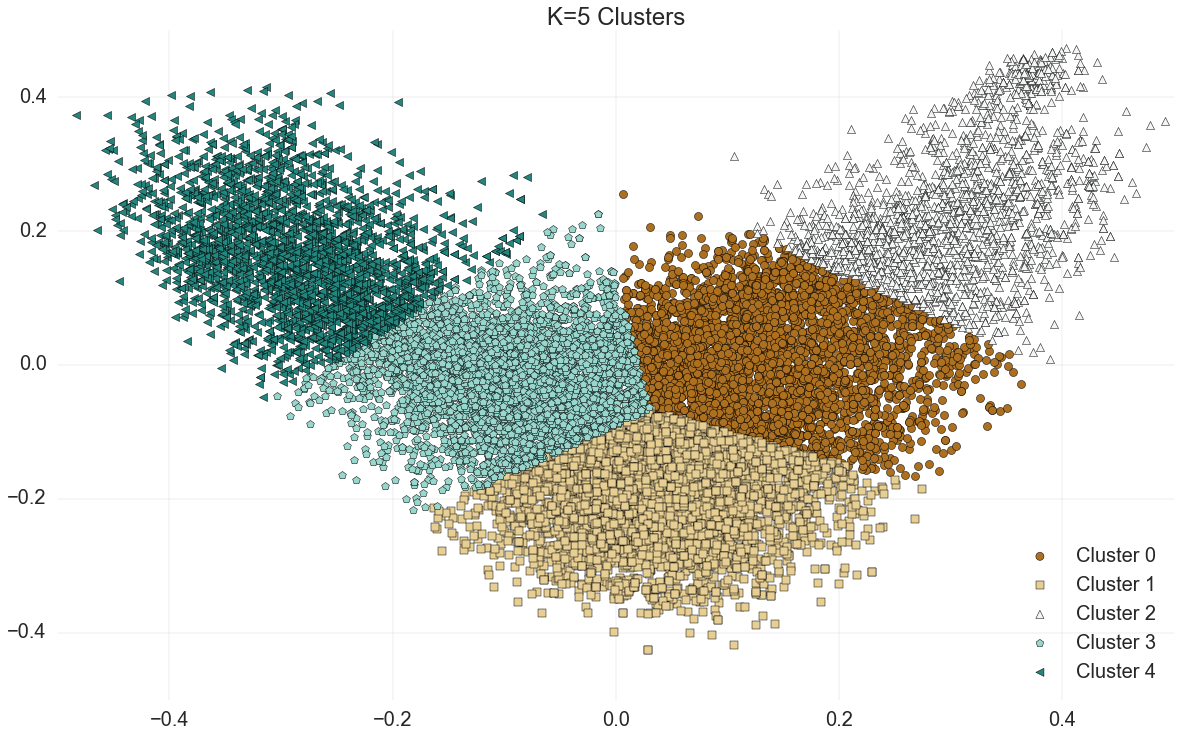 K=5 Clusters
0.4
0.2
0.0
−0.2
−0.4
−0.4 −0.2 0.0 0.2 0.4
Cluster 0
Cluster 1
Cluster 2
Cluster 3
Cluster 4